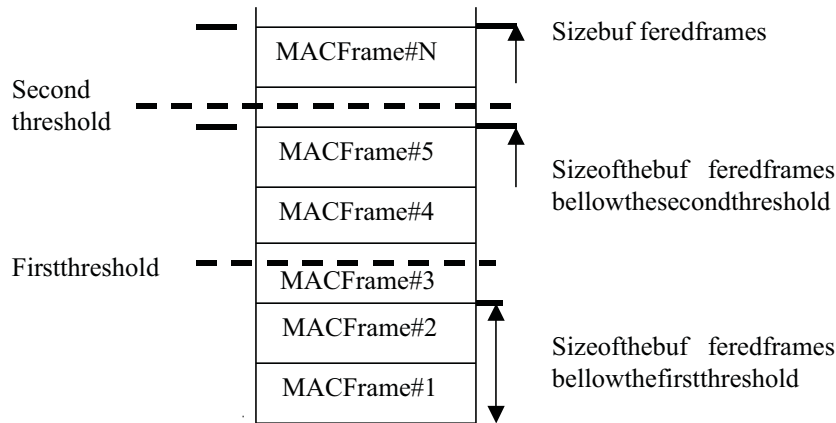 Sizebuf feredframes
MACFrame#N
Second
threshold
MACFrame#5
Sizeofthebuf feredframes
bellowthesecondthreshold
MACFrame#4
Firstthreshold
MACFrame#3
MACFrame#2
Sizeofthebuf feredframes
bellowthefirstthreshold
MACFrame#1